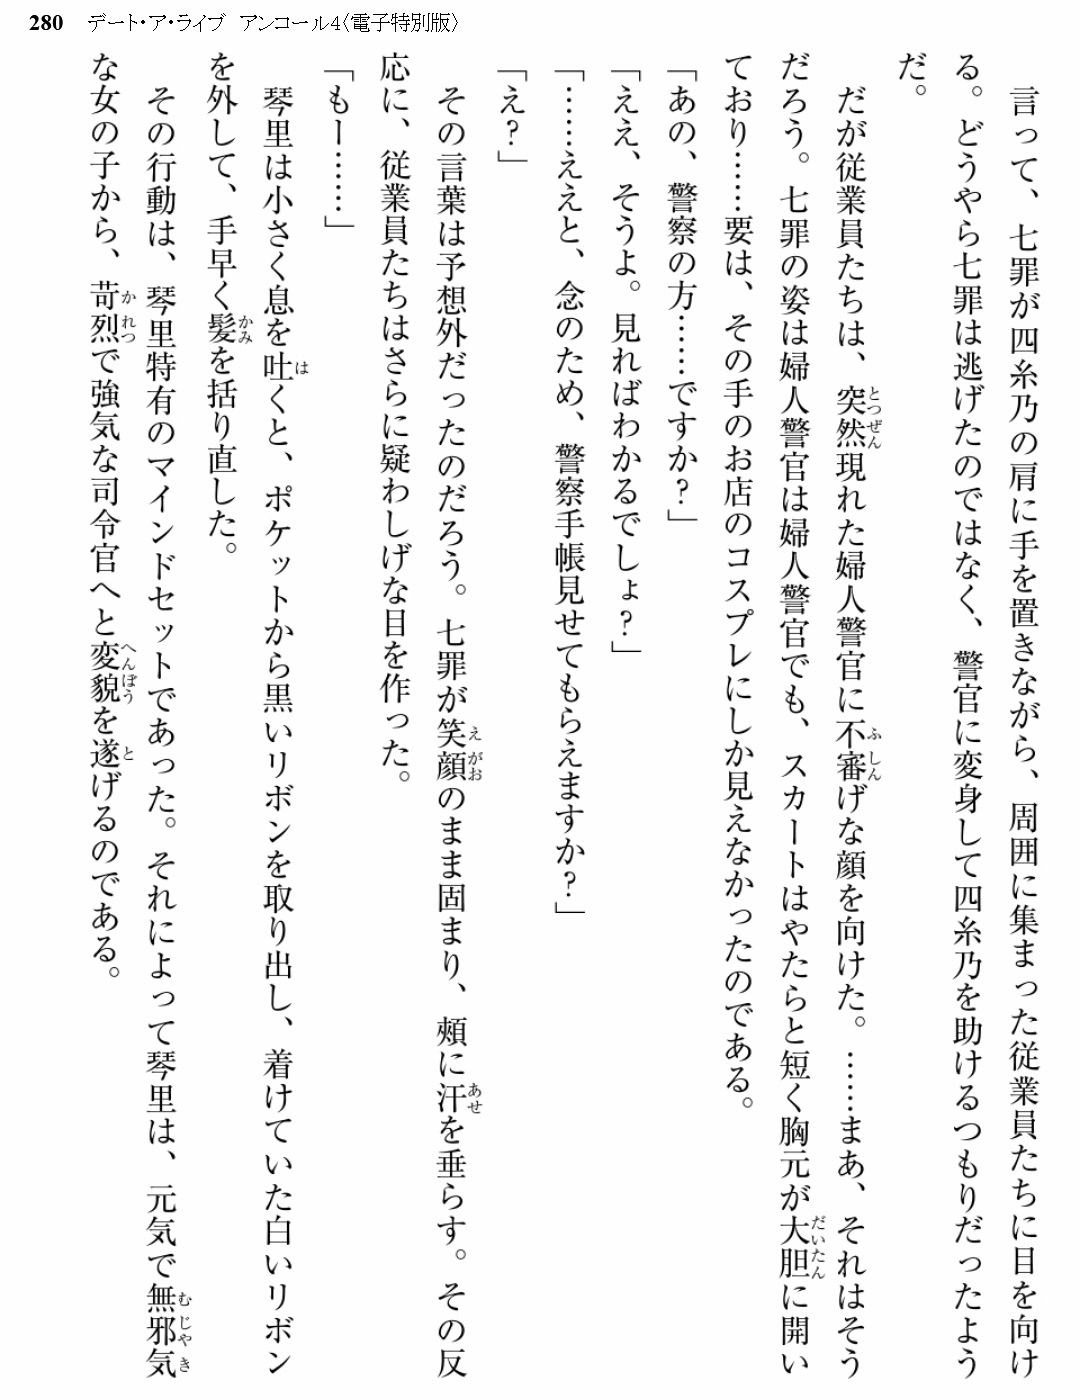 280 デート・ア・ライブ アンコール4〈電子特別版〉
言って、七罪が四糸乃の肩に手を置きながら、周囲に集まった従業員たちに目を向け
る。どうやら七罪は逃げたのではなく、警官に変身して四糸乃を助けるつもりだったよう
だ。
だが従業員たちは、突然現れた婦人警官に不審げな顔を向けた。……まあ、それはそう
だろう。七罪の姿は婦人警官は婦人警官でも、スカートはやたらと短く胸元が大胆に開い
ており……要は、その手のお店のコスプレにしか見えなかったのである。
「あの、警察の方……ですか？」
「ええ、そうよ。見ればわかるでしょ？」
「……ええと、念のため、警察手帳見せてもらえますか？」
「え？」
その言葉は予想外だったのだろう。七罪が笑顔のまま固まり、頬に汗を垂らす。その反
応に、従業員たちはさらに疑わしげな目を作った。
「もー……」
琴里は小さく息を吐くと、ポケットから黒いリボンを取り出し、着けていた白いリボン
を外して、手早く髪を括り直した。
その行動は、琴里特有のマインドセットであった。それによって琴里は、元気で無邪気
な女の子から、苛烈で強気な司令官へと変貌を遂げるのである。